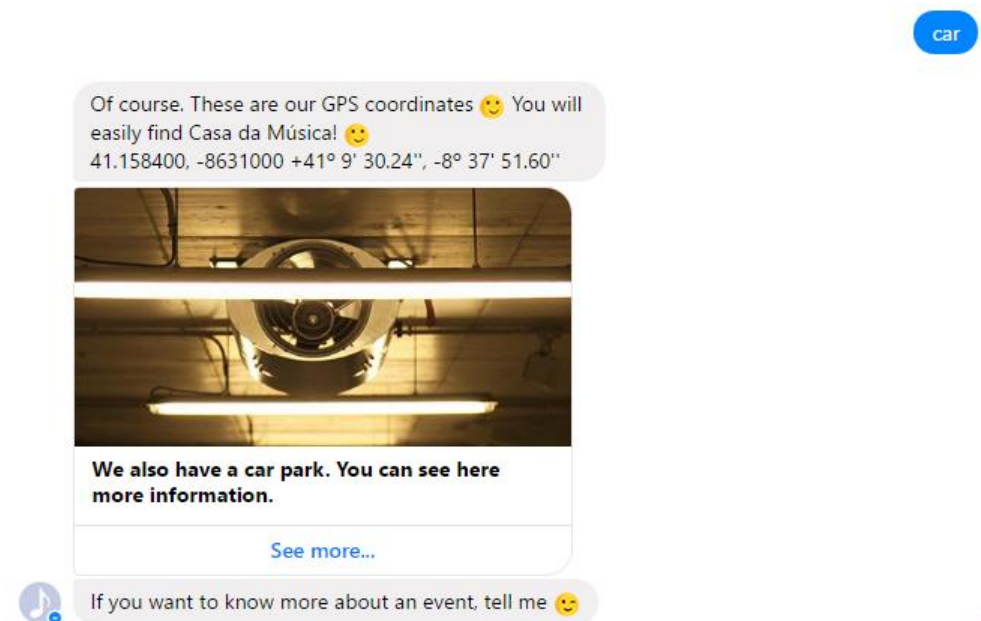 car
Of course. These are our GPS coordinates 🙂 You will
easily find Casa da Música! 🙂
41.158400, -8631000 +41º 9' 30.24'', -8º 37' 51.60''
We also have a car park. You can see here
more information.
See more...
If you want to know more about an event, tell me 😉